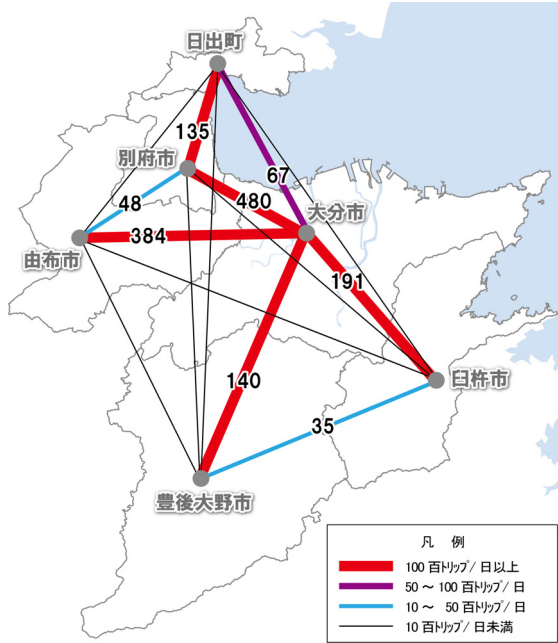 日出町
135
別府市
67
480
48
大分市
384
由布市
191
140
臼杵市
35
豊後大野市
凡 例
100 百トリップ/日以上
50 ～ 100 百トリップ/日
10 ～ 50 百トリップ/日
10 百トリップ/日未満